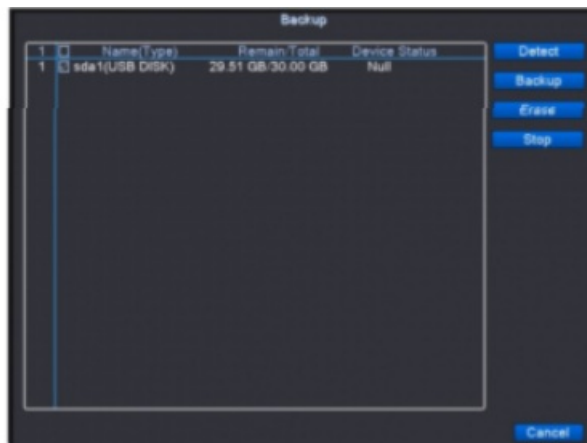 Backup
1 Name(Type) Remain/Total Device Status
1 sda1(USB DISK) 29.51 GB/30.00 GB Null
Detect
Backup
Erase
Stop
Cancel